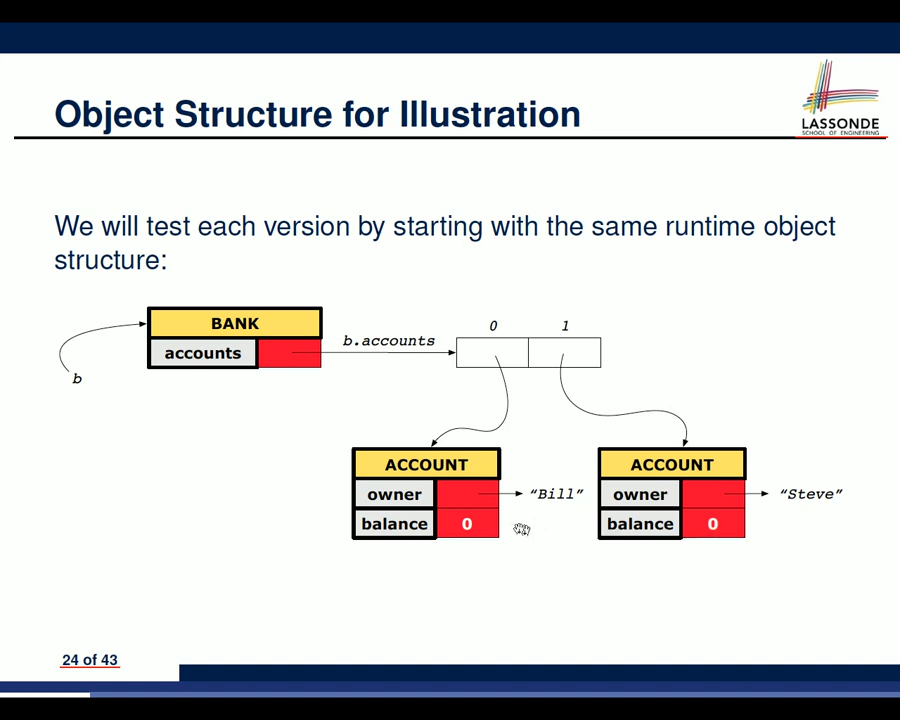 Object Structure for Illustration
LASSONDE
SCHOOL OF ENGINEERING
We will test each version by starting with the same runtime object
structure:
BANK
accounts
b
b.accounts
0 1
ACCOUNT
owner "Bill"
balance 0
ACCOUNT
owner "Steve"
balance 0
24 of 43